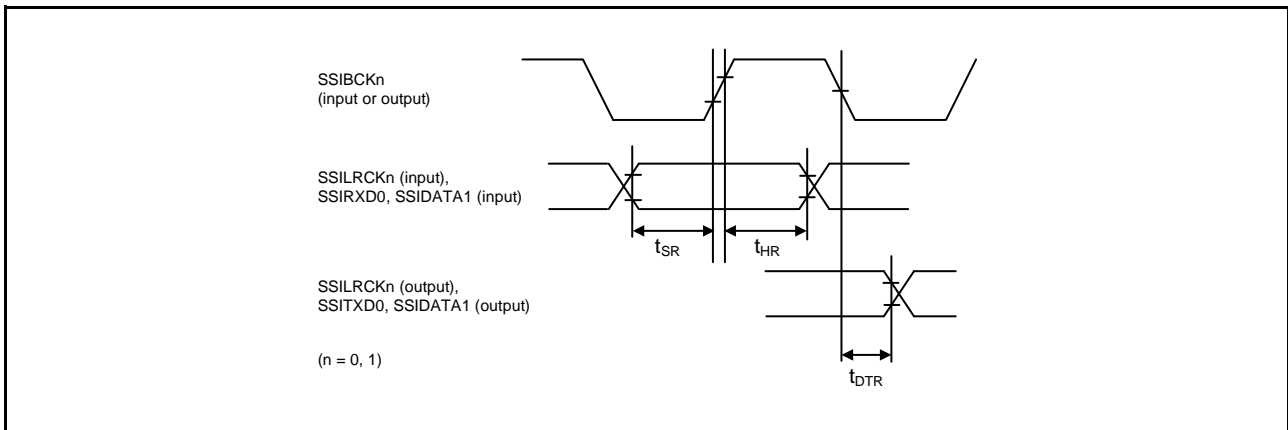 SSIBCKn
(input or output)
SSILRCKn (input),
SSIRXD0, SSIDATA1 (input)
tSR
tHR
SSILRCKn (output),
SSITXD0, SSIDATA1 (output)
(n = 0, 1)
tDTR